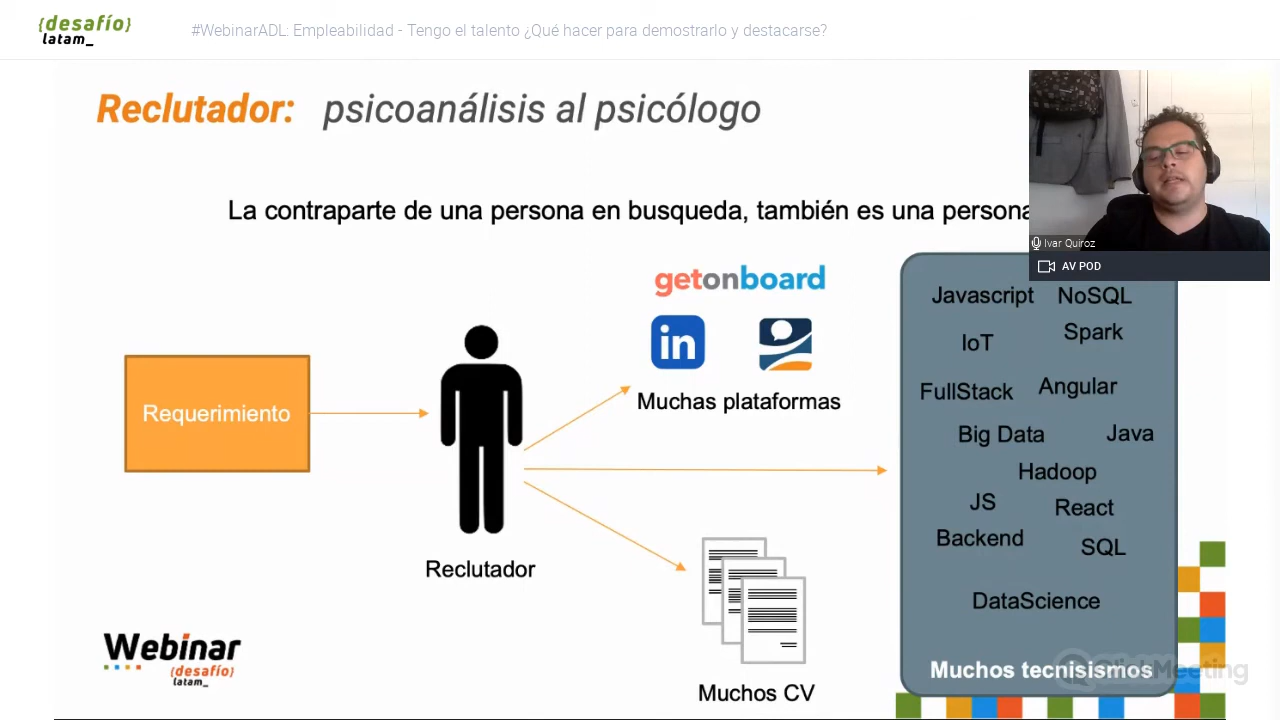 {desafío)
latam_
#WebinarADL: Empleabilidad - Tengo el talento ¿Qué hacer para demostrarlo y destacarse?
Reclutador: psicoanálisis al psicólogo
La contraparte de una persona en busqueda, también es una persona
Ivar Quiroz
AV POD
getonboard
in
Muchas plataformas
Requerimiento
Reclutador
Muchos CV
Javascript NoSQL
IoT Spark
FullStack Angular
Big Data Java
Hadoop
JS React
Backend SQL
DataScience
Muchos tecnisismos
ClickMeeting
Webinar
{desafío)
latam_